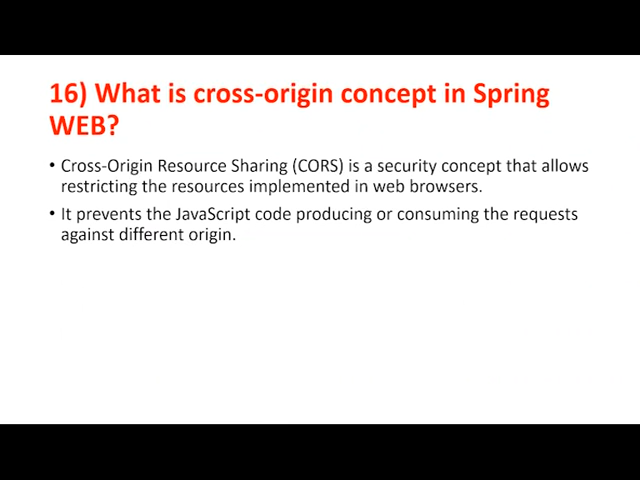 16) What is cross-origin concept in Spring
WEB?
• Cross-Origin Resource Sharing (CORS) is a security concept that allows
restricting the resources implemented in web browsers.
• It prevents the JavaScript code producing or consuming the requests
against different origin.